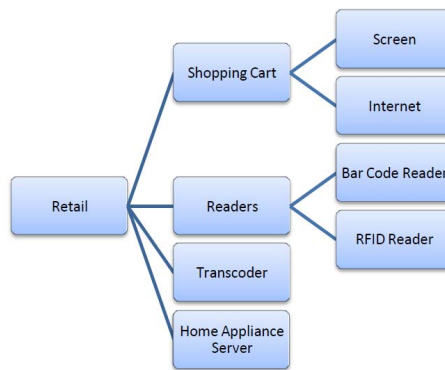 Retail
Shopping Cart
Screen
Internet
Readers
Bar Code Reader
RFID Reader
Transcoder
Home Appliance
Server